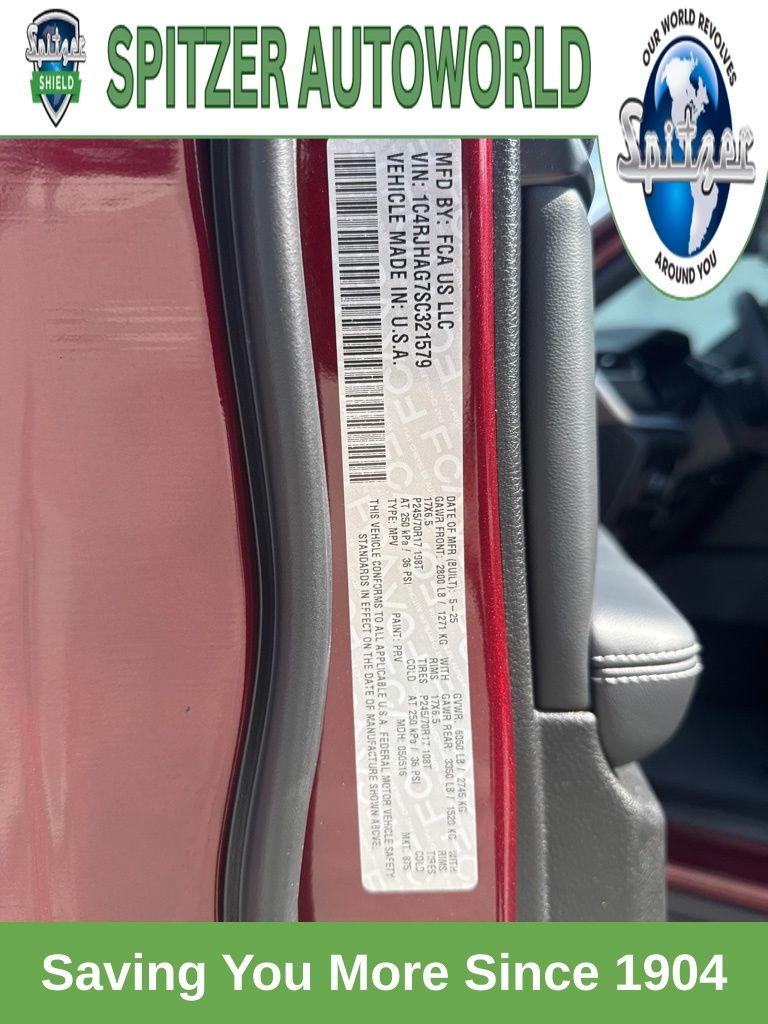 Spitzer
SHIELD
SPITZER AUTOWORLD
OUR WORLD REVOLVES
Spitzer
AROUND YOU
MFD BY: FCA US LLC
VIN: 1C4RJHAG7SC321579
VEHICLE MADE IN: U.S.A.
DATE OF MFR (BUILT): 5-25 GVWR: 6050 LB / 2745 KG
GAWR FRONT: 2800 LB / 1271 KG WITH GAWR REAR: 3350 LB / 1520 KG WITH
17X6.5 RIMS 17X6.5 RIMS
P245/70R17 108T TIRES P245/70R17 108T TIRES
AT 250 kPa / 36 PSI COLD AT 250 kPa / 36 PSI COLD
TYPE: MPV PAINT: PRV MDH: 050516 MKT: 875
THIS VEHICLE CONFORMS TO ALL APPLICABLE U.S.A. FEDERAL MOTOR VEHICLE SAFETY
STANDARDS IN EFFECT ON THE DATE OF MANUFACTURE SHOWN ABOVE.
Saving You More Since 1904